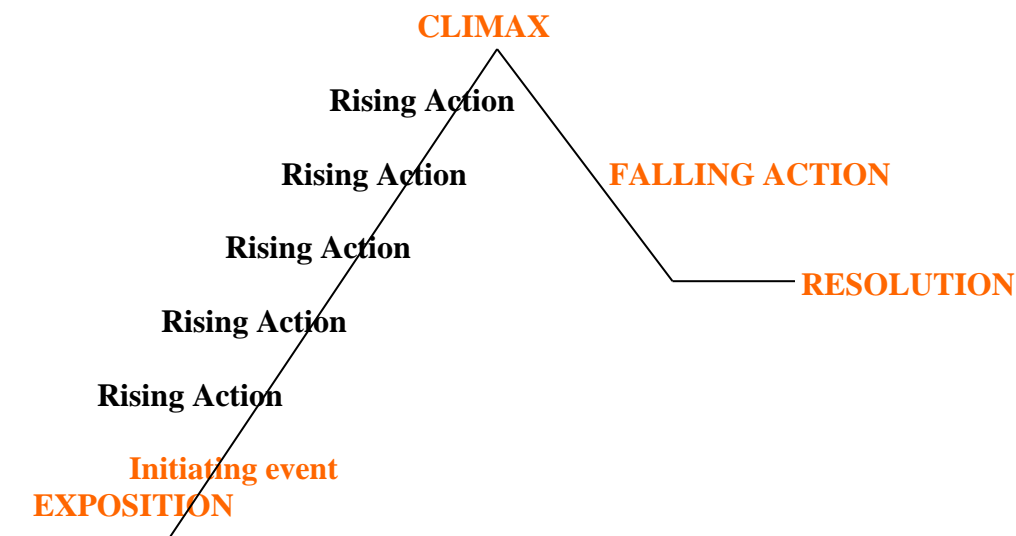 CLIMAX
Rising Action
Rising Action
FALLING ACTION
Rising Action
RESOLUTION
Rising Action
Rising Action
Initiating event
EXPOSITION